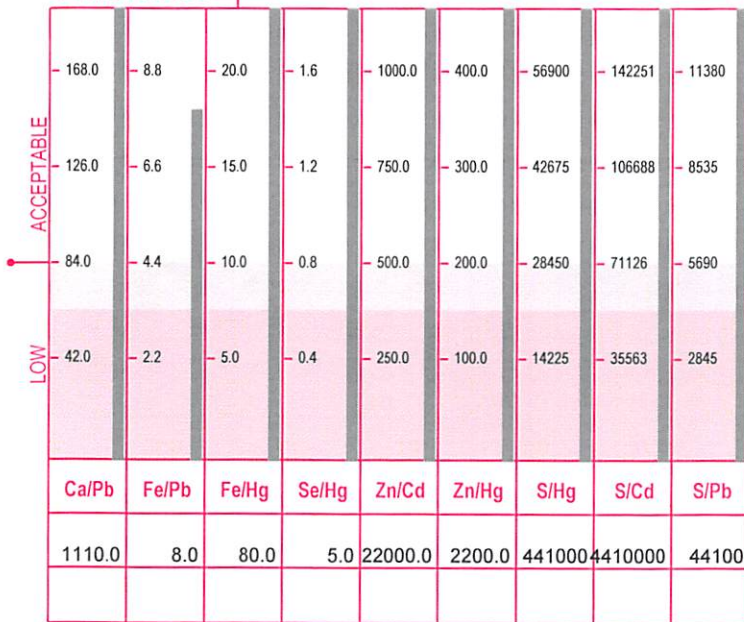 168.0 8.8 20.0 1.6 1000.0 400.0 56900 142251 11380
ACCEPTABLE
126.0 6.6 15.0 1.2 750.0 300.0 42675 106688 8535
84.0 4.4 10.0 0.8 500.0 200.0 28450 71126 5690
LOW
42.0 2.2 5.0 0.4 250.0 100.0 14225 35563 2845
Ca/Pb Fe/Pb Fe/Hg Se/Hg Zn/Cd Zn/Hg S/Hg S/Cd S/Pb
1110.0 8.0 80.0 5.0 22000.0 2200.0 441000 4410000 44100